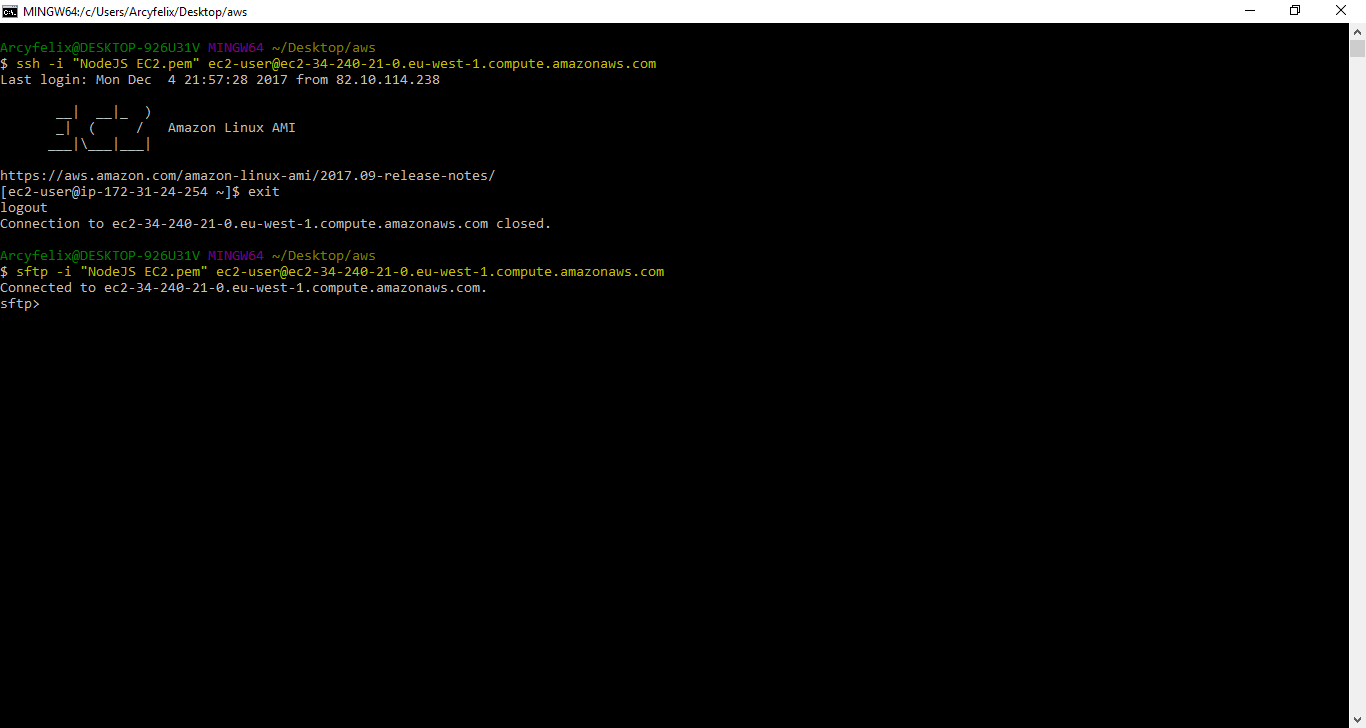 MINGW64:/c/Users/Arcyfelix/Desktop/aws
Arcyfelix@DESKTOP-926U31V MINGW64 ~/Desktop/aws
$ ssh -i "NodeJS EC2.pem" ec2-user@ec2-34-240-21-0.eu-west-1.compute.amazonaws.com
Last login: Mon Dec  4 21:57:28 2017 from 82.10.114.238
       __|  __|_  )
       _|  (     /   Amazon Linux AMI
      ___|\___|___|
https://aws.amazon.com/amazon-linux-ami/2017.09-release-notes/
[ec2-user@ip-172-31-24-254 ~]$ exit
logout
Connection to ec2-34-240-21-0.eu-west-1.compute.amazonaws.com closed.
Arcyfelix@DESKTOP-926U31V MINGW64 ~/Desktop/aws
$ sftp -i "NodeJS EC2.pem" ec2-user@ec2-34-240-21-0.eu-west-1.compute.amazonaws.com
Connected to ec2-34-240-21-0.eu-west-1.compute.amazonaws.com.
sftp>